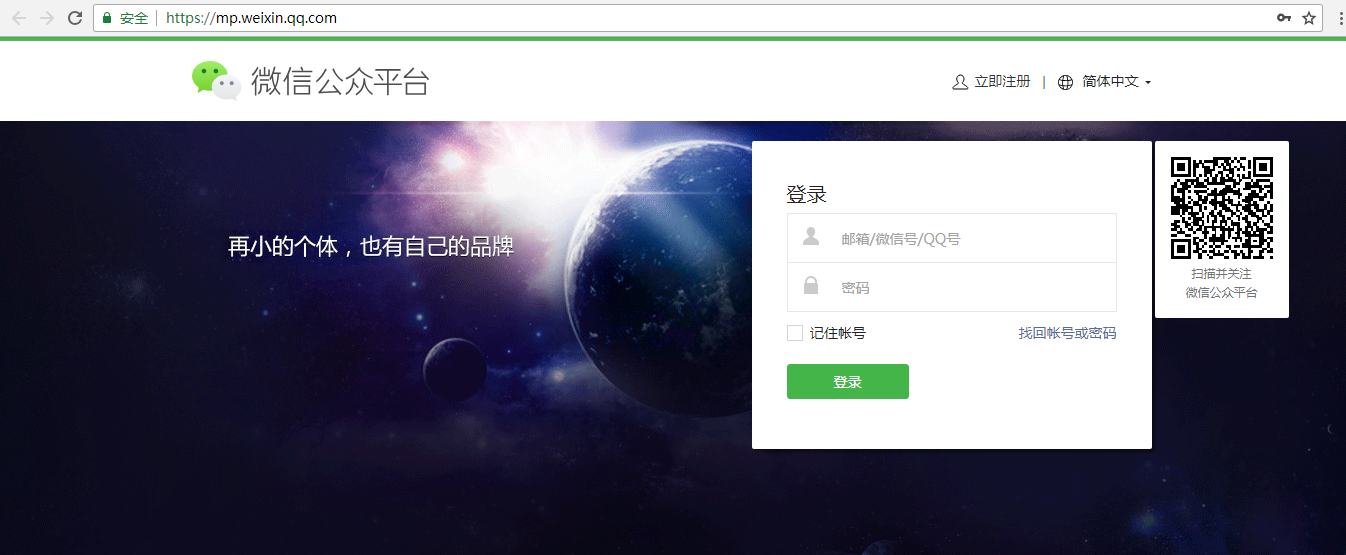 安全 https://mp.weixin.qq.com
微信公众平台
立即注册 | 简体中文
登录
再小的个体，也有自己的品牌
邮箱/微信号/QQ号
密码
记住帐号 找回帐号或密码
登录
扫描并关注
微信公众平台